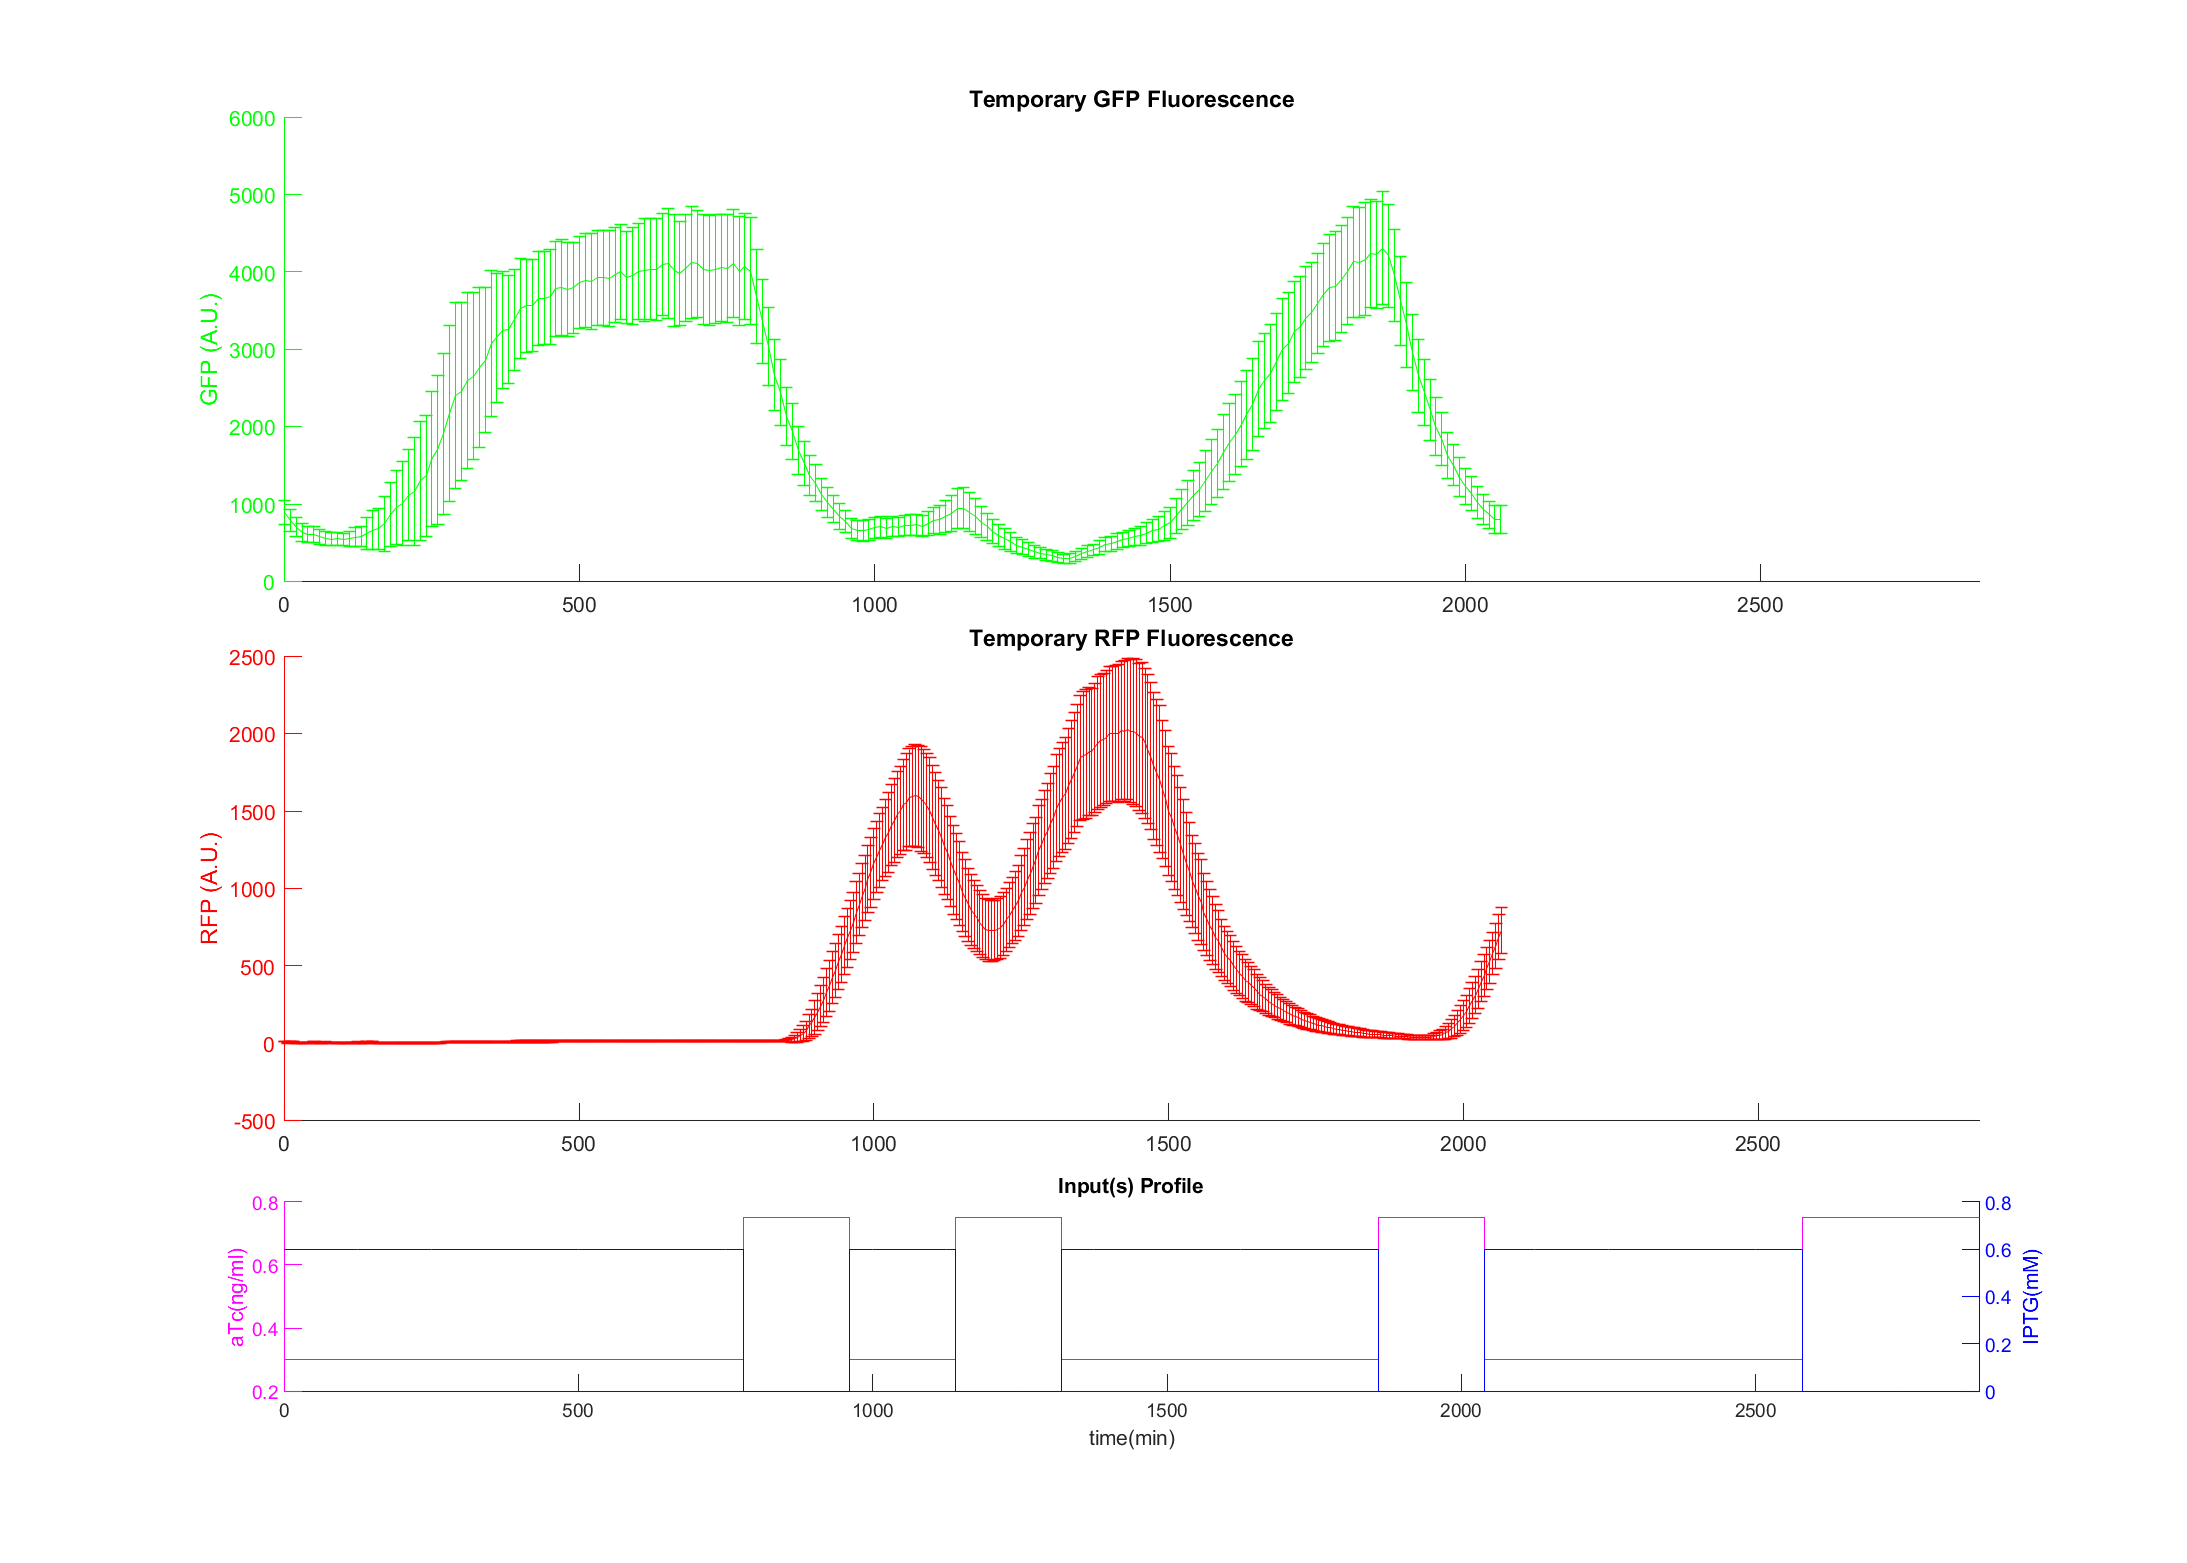 Temporary GFP Fluorescence
6000
5000
4000
3000
2000
1000
0
GFP (A.U.)
0 500 1000 1500 2000 2500
Temporary RFP Fluorescence
2500
2000
1500
1000
500
0
-500
RFP (A.U.)
0 500 1000 1500 2000 2500
Input(s) Profile
0.8
0.6
0.4
0.2
aTc(ng/ml)
0.8
0.6
0.4
0.2
0
IPTG(mM)
0 500 1000 1500 2000 2500
time(min)